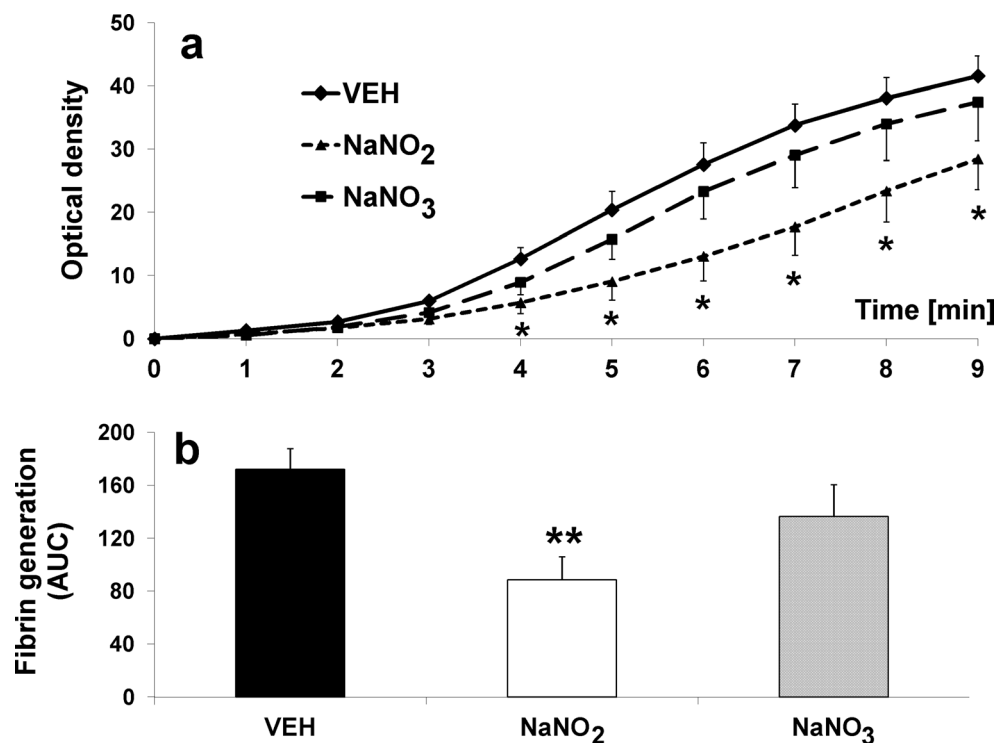 a
50
40
30
20
10
0
Optical density
VEH
NaNO₂
NaNO₃
* * * * * *
Time [min]
0 1 2 3 4 5 6 7 8 9
b
200
160
120
80
40
0
Fibrin generation
(AUC)
**
VEH NaNO₂ NaNO₃